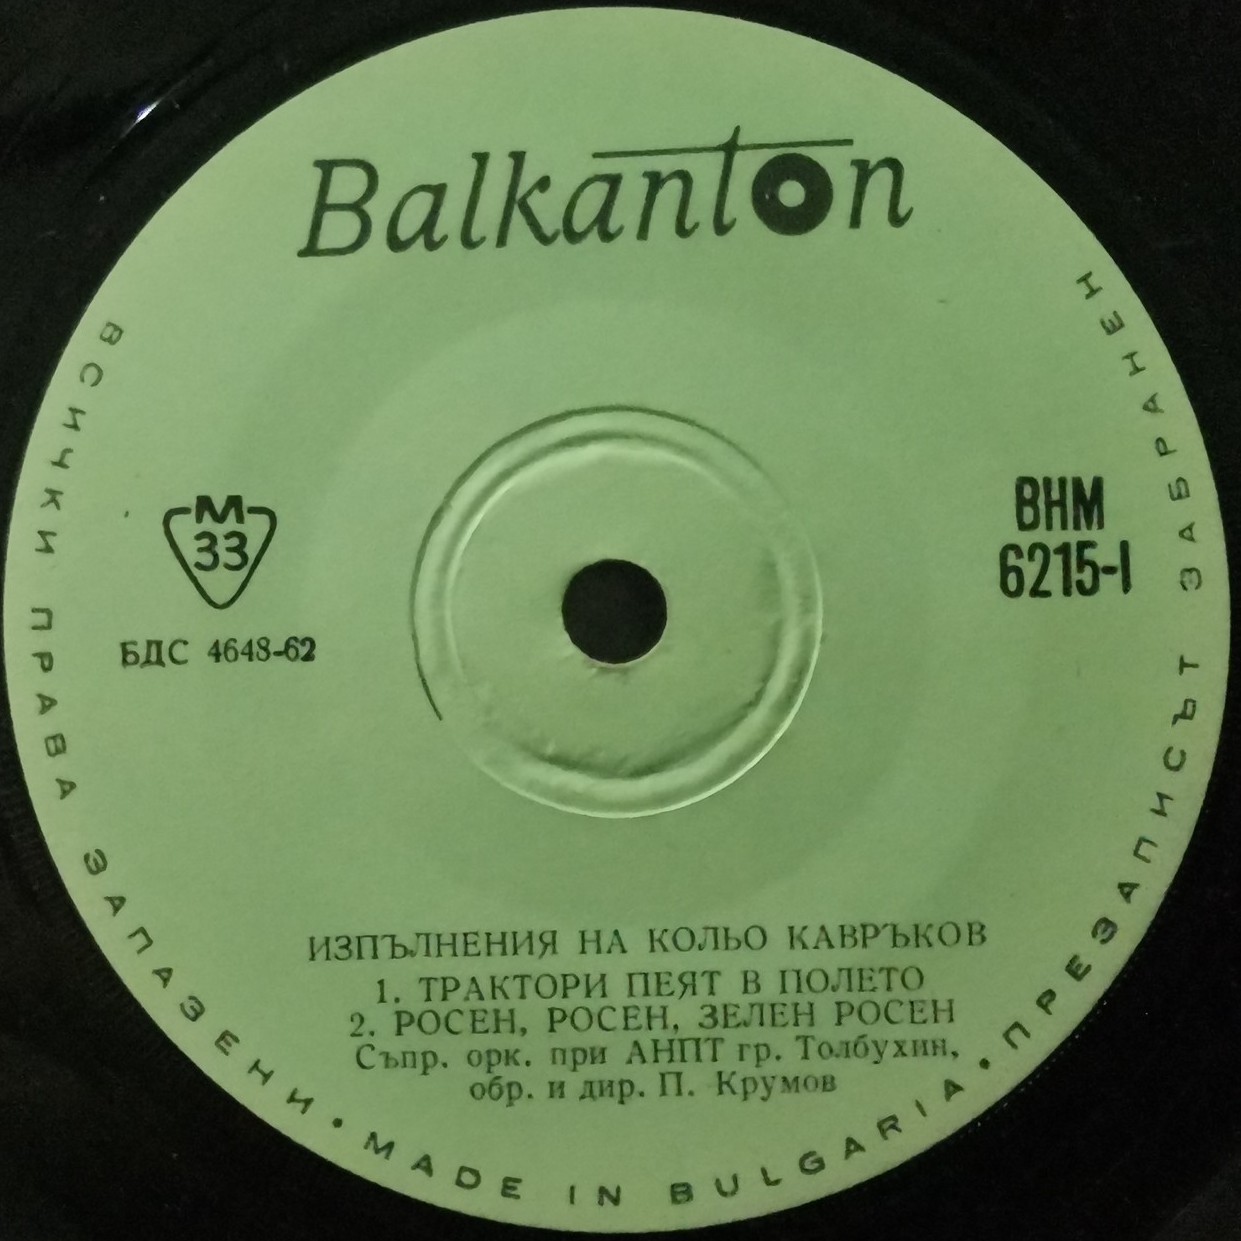 Balkanton
М
33
БДС 4648-62
ВНМ
6215-I
ИЗПЪЛНЕНИЯ НА КОЛЬО КАВРЪКОВ
1. ТРАКТОРИ ПЕЯТ В ПОЛЕТО
2. РОСЕН, РОСЕН, ЗЕЛЕН РОСЕН
Съпр. орк. при АНПТ гр. Толбухин,
обр. и дир. П. Крумов
ВСИЧКИ ПРАВА ЗАПАЗЕНИ • MADE IN BULGARIA • ПРЕЗАПИСЪТ ЗАБРАНЕН